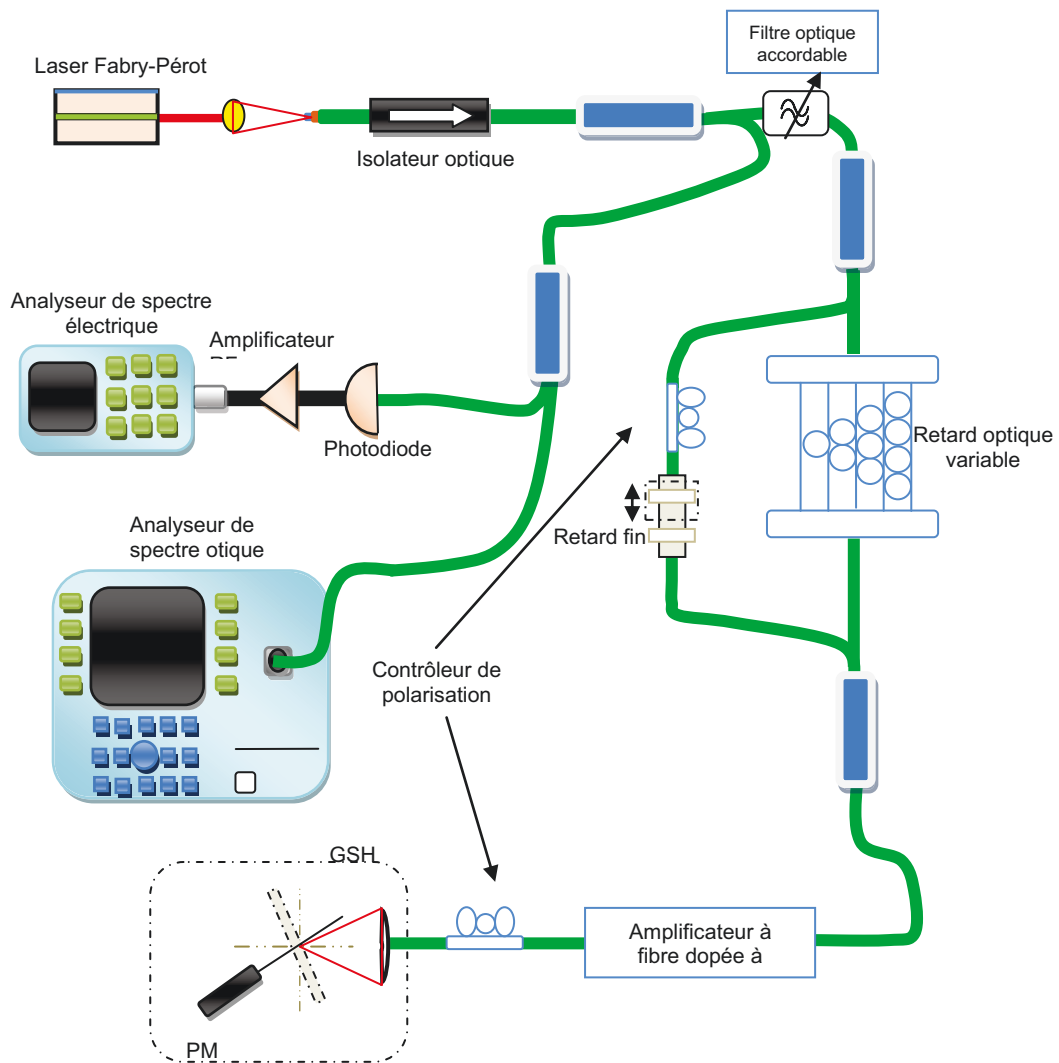 Filtre optique
accordable
Laser Fabry-Pérot
Isolateur optique
Analyseur de spectre
électrique
Amplificateur
Photodiode
Retard optique
variable
Retard fin
Analyseur de
spectre otique
Contrôleur de
polarisation
GSH
Amplificateur à
fibre dopée à
PM